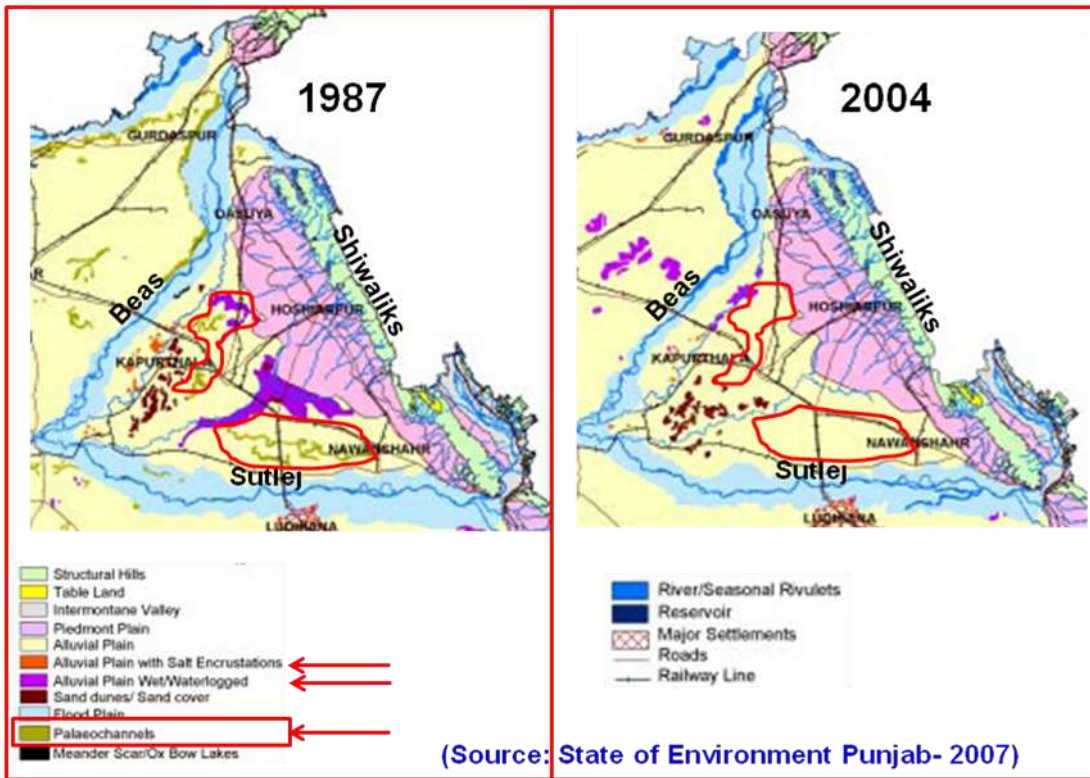 1987
GURDASPUR
DASUYA
Shiwaliks
Beas
HOSHIARPUR
KAPURTHALA
NAWANSHAHR
Sutlej
LUDHIANA
Structural Hills
Table Land
Intermontane Valley
Piedmont Plain
Alluvial Plain
Alluvial Plain with Salt Encrustations
Alluvial Plain Wet/Waterlogged
Sand dunes/ Sand cover
Flood Plain
Palaeochannels
Meander Scar/Ox Bow Lakes
2004
GURDASPUR
DASUYA
Shiwaliks
Beas
HOSHIARPUR
KAPURTHALA
NAWANSHAHR
Sutlej
LUDHIANA
River/Seasonal Rivulets
Reservoir
Major Settlements
Roads
Railway Line
(Source: State of Environment Punjab- 2007)